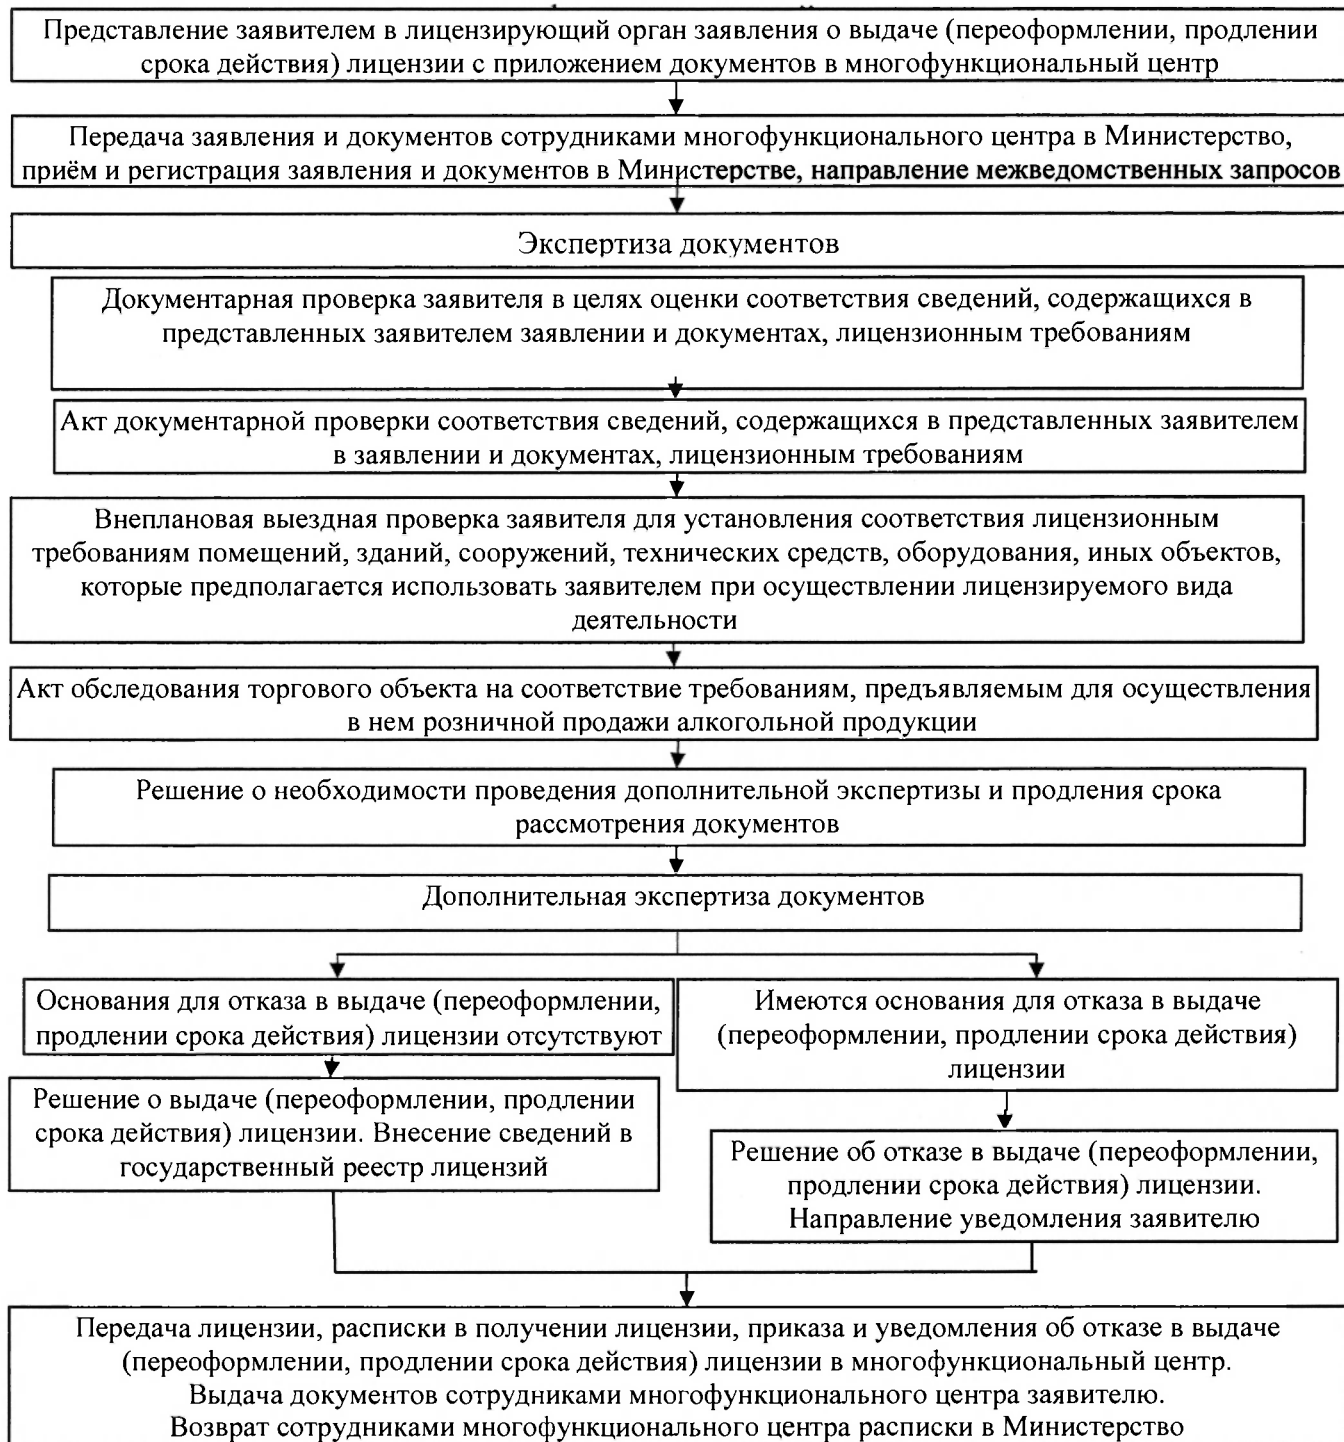 Представление заявителем в лицензирующий орган заявления о выдаче (переоформлении, продлении
срока действия) лицензии с приложением документов в многофункциональный центр
Передача заявления и документов сотрудниками многофункционального центра в Министерство,
приём и регистрация заявления и документов в Министерстве, направление межведомственных запросов
Экспертиза документов
Документарная проверка заявителя в целях оценки соответствия сведений, содержащихся в
представленных заявителем заявлении и документах, лицензионным требованиям
Акт документарной проверки соответствия сведений, содержащихся в представленных заявителем
в заявлении и документах, лицензионным требованиям
Внеплановая выездная проверка заявителя для установления соответствия лицензионным
требованиям помещений, зданий, сооружений, технических средств, оборудования, иных объектов,
которые предполагается использовать заявителем при осуществлении лицензируемого вида
деятельности
Акт обследования торгового объекта на соответствие требованиям, предъявляемым для осуществления
в нем розничной продажи алкогольной продукции
Решение о необходимости проведения дополнительной экспертизы и продления срока
рассмотрения документов
Дополнительная экспертиза документов
Основания для отказа в выдаче (переоформлении,
продлении срока действия) лицензии отсутствуют
Имеются основания для отказа в выдаче
(переоформлении, продлении срока действия)
лицензии
Решение о выдаче (переоформлении, продлении
срока действия) лицензии. Внесение сведений в
государственный реестр лицензий
Решение об отказе в выдаче (переоформлении,
продлении срока действия) лицензии.
Направление уведомления заявителю
Передача лицензии, расписки в получении лицензии, приказа и уведомления об отказе в выдаче
(переоформлении, продлении срока действия) лицензии в многофункциональный центр.
Выдача документов сотрудниками многофункционального центра заявителю.
Возврат сотрудниками многофункционального центра расписки в Министерство